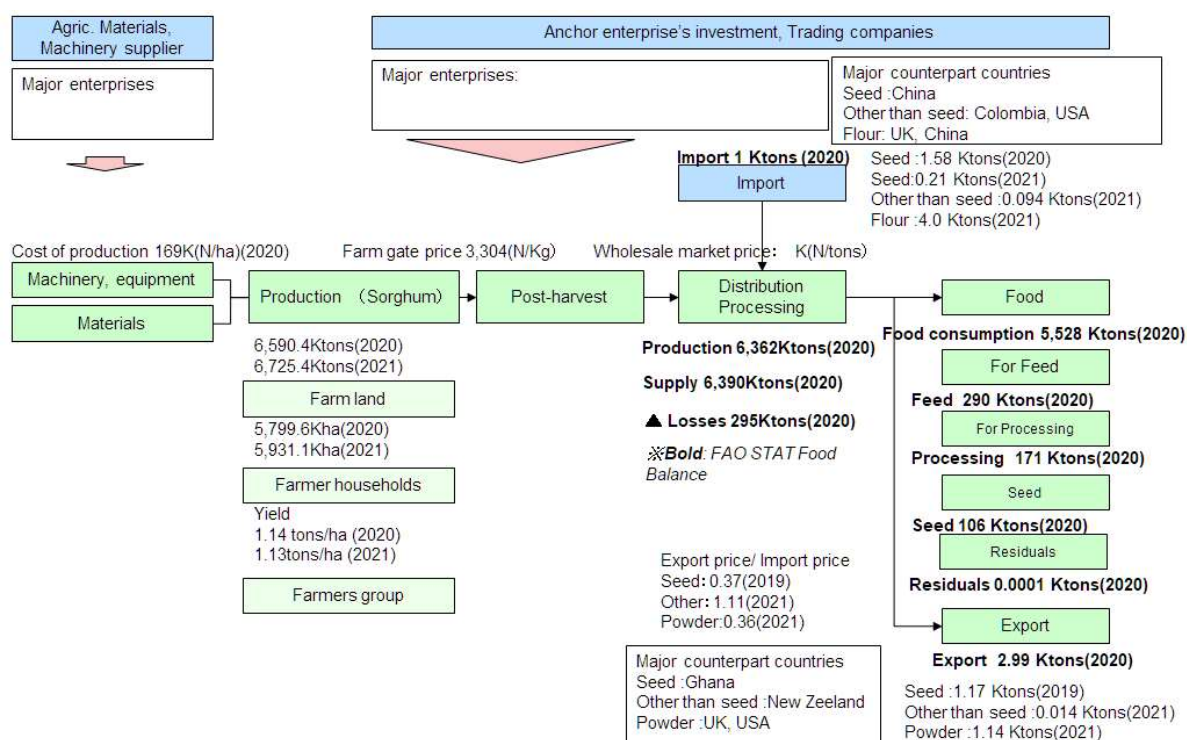 Agric. Materials,
Machinery supplier
Anchor enterprise's investment, Trading companies
Major enterprises
Major enterprises:
Major counterpart countries
Seed :China
Other than seed: Colombia, USA
Flour: UK, China
Import 1 Ktons (2020)
Import
Seed :1.58 Ktons(2020)
Seed:0.21 Ktons(2021)
Other than seed :0.094 Ktons(2021)
Flour :4.0 Ktons(2021)
Cost of production 169K(N/ha)(2020)
Farm gate price 3,304(N/Kg)
Wholesale market price: K(N/tons)
Machinery, equipment
Materials
Production (Sorghum)
Post-harvest
Distribution
Processing
Food
6,590.4Ktons(2020)
6,725.4Ktons(2021)
Farm land
5,799.6Kha(2020)
5,931.1Kha(2021)
Farmer households
Yield
1.14 tons/ha (2020)
1.13tons/ha (2021)
Farmers group
Production 6,362Ktons(2020)
Supply 6,390Ktons(2020)
▲ Losses 295Ktons(2020)
※Bold: FAO STAT Food
Balance
Food consumption 5,528 Ktons(2020)
For Feed
Feed 290 Ktons(2020)
For Processing
Processing 171 Ktons(2020)
Seed
Seed 106 Ktons(2020)
Residuals
Residuals 0.0001 Ktons(2020)
Export
Export 2.99 Ktons(2020)
Export price/ Import price
Seed: 0.37(2019)
Other: 1.11(2021)
Powder:0.36(2021)
Major counterpart countries
Seed :Ghana
Other than seed :New Zeeland
Powder :UK, USA
Seed :1.17 Ktons(2019)
Other than seed :0.014 Ktons(2021)
Powder :1.14 Ktons(2021)